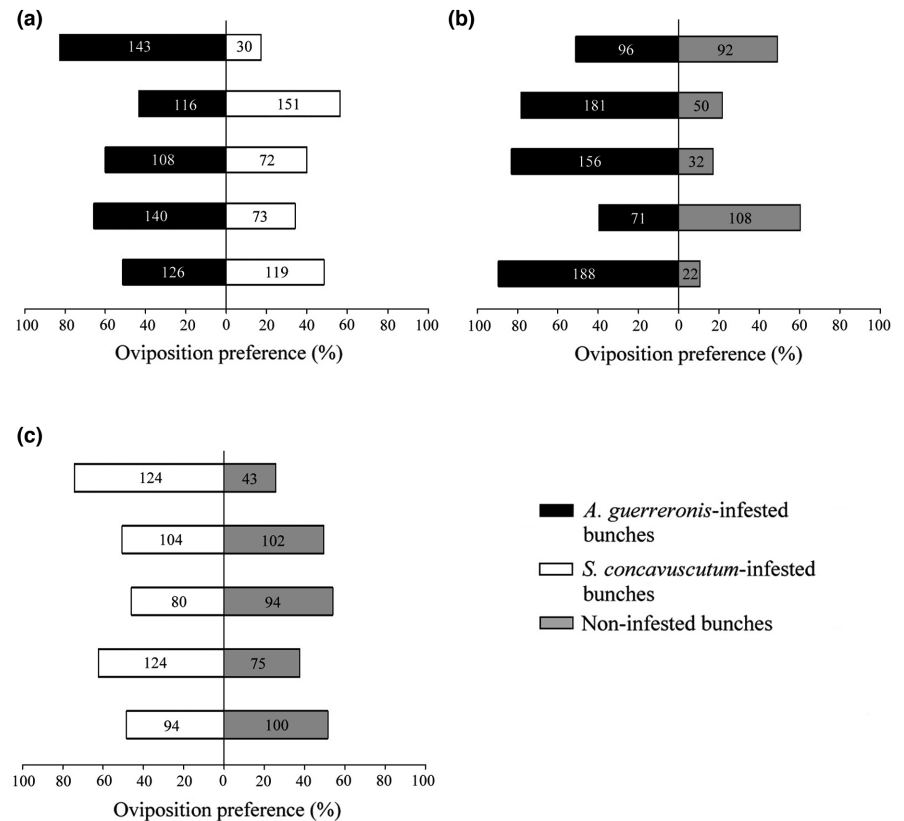 (a)
143 30
116 151
108 72
140 73
126 119
100 80 60 40 20 0 20 40 60 80 100
Oviposition preference (%)
(b)
96 92
181 50
156 32
71 108
188 22
100 80 60 40 20 0 20 40 60 80 100
Oviposition preference (%)
(c)
124 43
104 102
80 94
124 75
94 100
100 80 60 40 20 0 20 40 60 80 100
Oviposition preference (%)
A. guerreronis-infested
bunches
S. concavuscutum-infested
bunches
Non-infested bunches